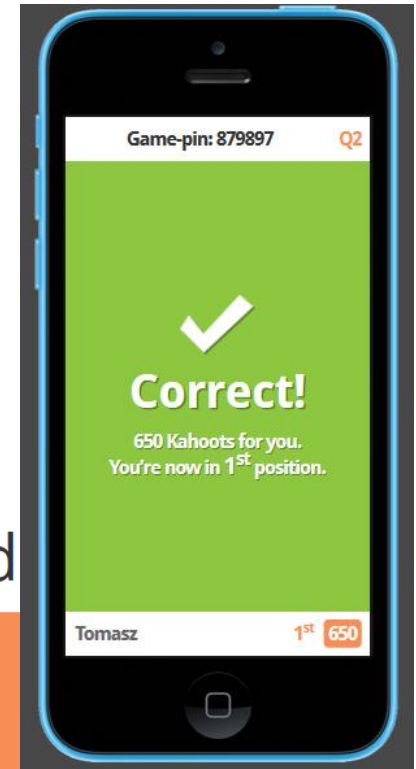 Game-pin: 879897 Q2
Correct!
650 Kahoots for you.
You're now in 1st position.
d
Tomasz 1st 650